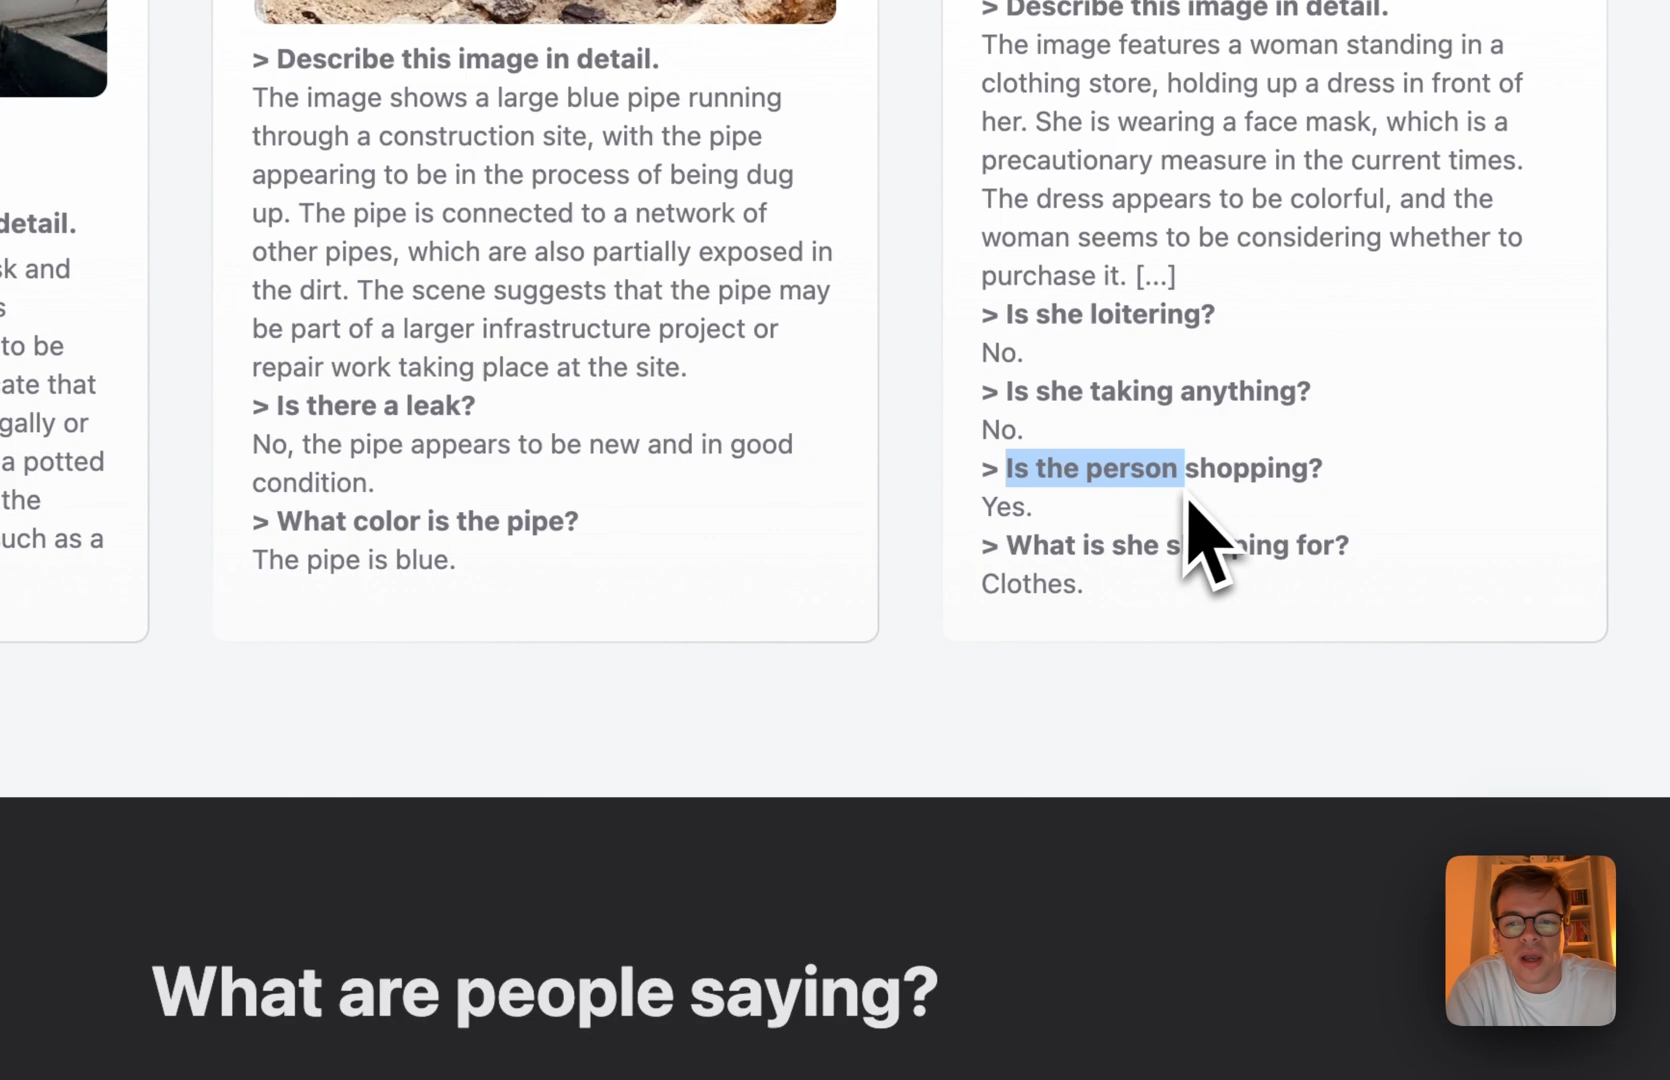 detail.
sk and
s
to be
cate that
gally or
a potted
the
such as a
> Describe this image in detail.
The image shows a large blue pipe running
through a construction site, with the pipe
appearing to be in the process of being dug
up. The pipe is connected to a network of
other pipes, which are also partially exposed in
the dirt. The scene suggests that the pipe may
be part of a larger infrastructure project or
repair work taking place at the site.
> Is there a leak?
No, the pipe appears to be new and in good
condition.
> What color is the pipe?
The pipe is blue.
> Describe this image in detail.
The image features a woman standing in a
clothing store, holding up a dress in front of
her. She is wearing a face mask, which is a
precautionary measure in the current times.
The dress appears to be colorful, and the
woman seems to be considering whether to
purchase it. [...]
> Is she loitering?
No.
> Is she taking anything?
No.
> Is the person shopping?
Yes.
> What is she shopping for?
Clothes.
What are people saying?